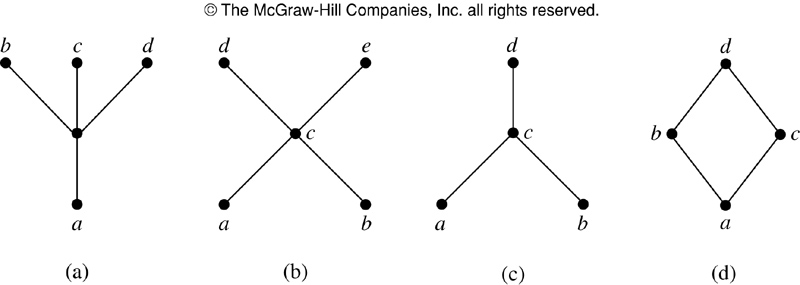 © The McGraw-Hill Companies, Inc. all rights reserved.
b c d d e d d
c c b c
a a b a b a
(a) (b) (c) (d)